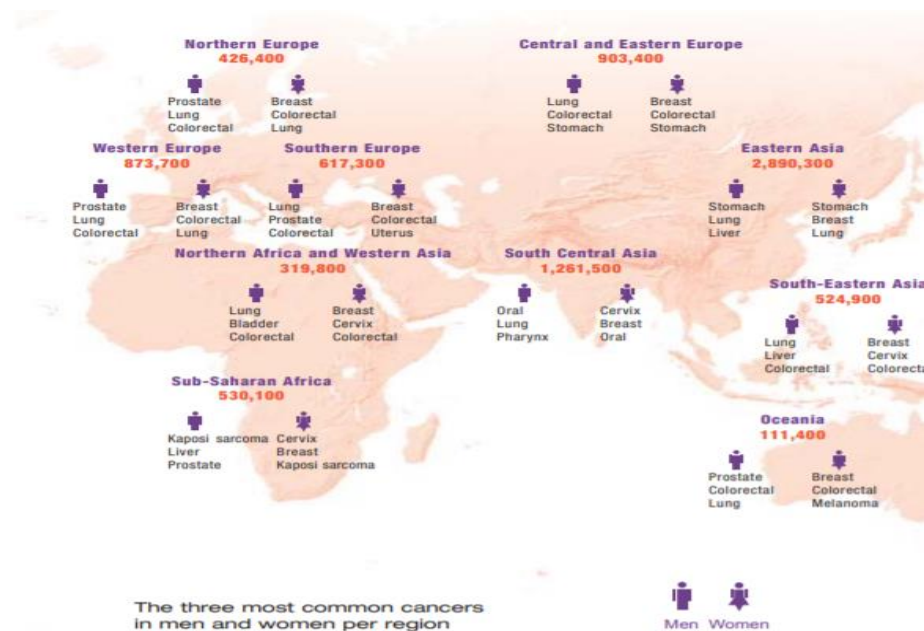 Northern Europe
426,400
Prostate
Lung
Colorectal
Breast
Colorectal
Lung
Central and Eastern Europe
903,400
Lung
Colorectal
Stomach
Breast
Colorectal
Stomach
Western Europe
873,700
Prostate
Lung
Colorectal
Breast
Colorectal
Lung
Southern Europe
617,300
Lung
Prostate
Colorectal
Breast
Colorectal
Uterus
Eastern Asia
2,890,300
Stomach
Lung
Liver
Stomach
Breast
Lung
Northern Africa and Western Asia
319,800
Lung
Bladder
Colorectal
Breast
Cervix
Colorectal
South Central Asia
1,261,500
Oral
Lung
Pharynx
Cervix
Breast
Oral
South-Eastern Asia
524,900
Lung
Liver
Colorectal
Breast
Cervix
Colorecta
Sub-Saharan Africa
530,100
Kaposi sarcoma
Liver
Prostate
Cervix
Breast
Kaposi sarcoma
Oceania
111,400
Prostate
Colorectal
Lung
Breast
Colorectal
Melanoma
The three most common cancers
in men and women per region
Men Women